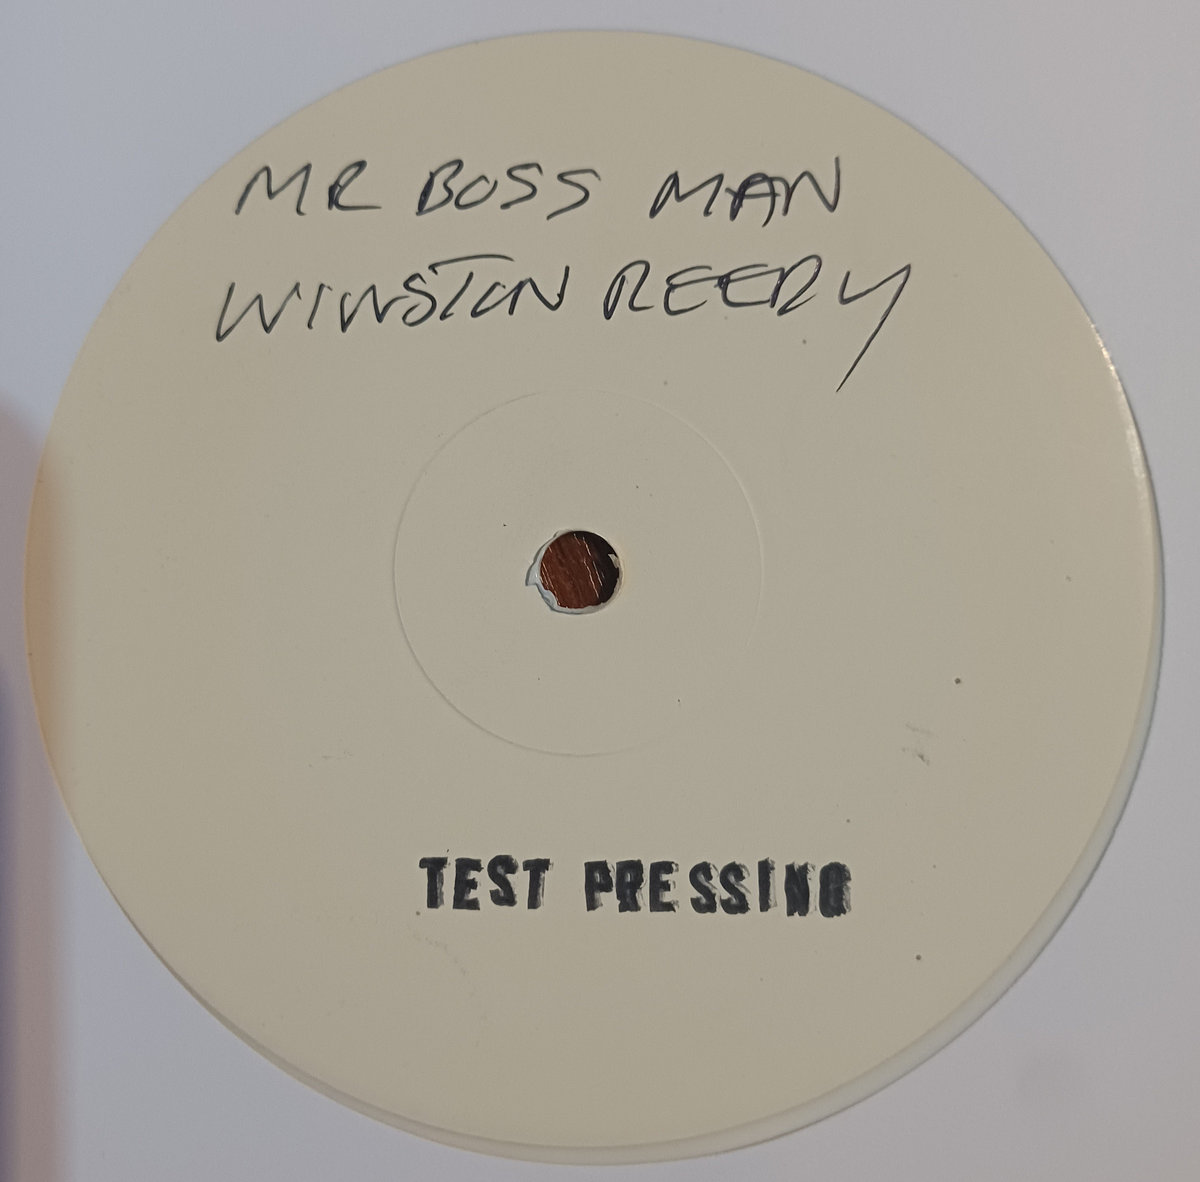 MR BOSS MAN
WINSTON REEDY
TEST PRESSING